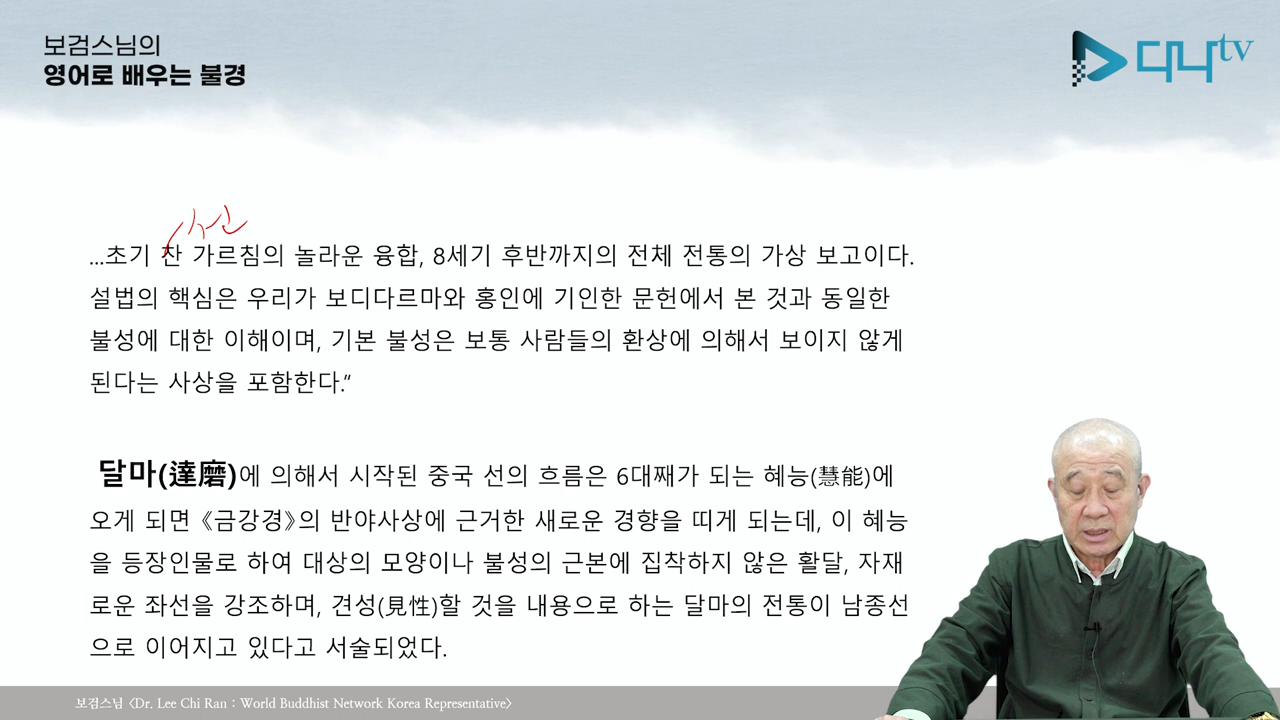 보검스님의
영어로 배우는 불경
디나tv
...초기 찬 가르침의 놀라운 융합, 8세기 후반까지의 전체 전통의 가상 보고이다.
설법의 핵심은 우리가 보디다르마와 홍인에 기인한 문헌에서 본 것과 동일한
불성에 대한 이해이며, 기본 불성은 보통 사람들의 환상에 의해서 보이지 않게
된다는 사상을 포함한다.“
달마(達磨)에 의해서 시작된 중국 선의 흐름은 6대째가 되는 혜능(慧能)에
오게 되면 《금강경》의 반야사상에 근거한 새로운 경향을 띠게 되는데, 이 혜능
을 등장인물로 하여 대상의 모양이나 불성의 근본에 집착하지 않은 활달, 자재
로운 좌선을 강조하며, 견성(見性)할 것을 내용으로 하는 달마의 전통이 남종선
으로 이어지고 있다고 서술되었다.
보검스님 <Dr. Lee Chi Ran : World Buddhist Network Korea Representative>